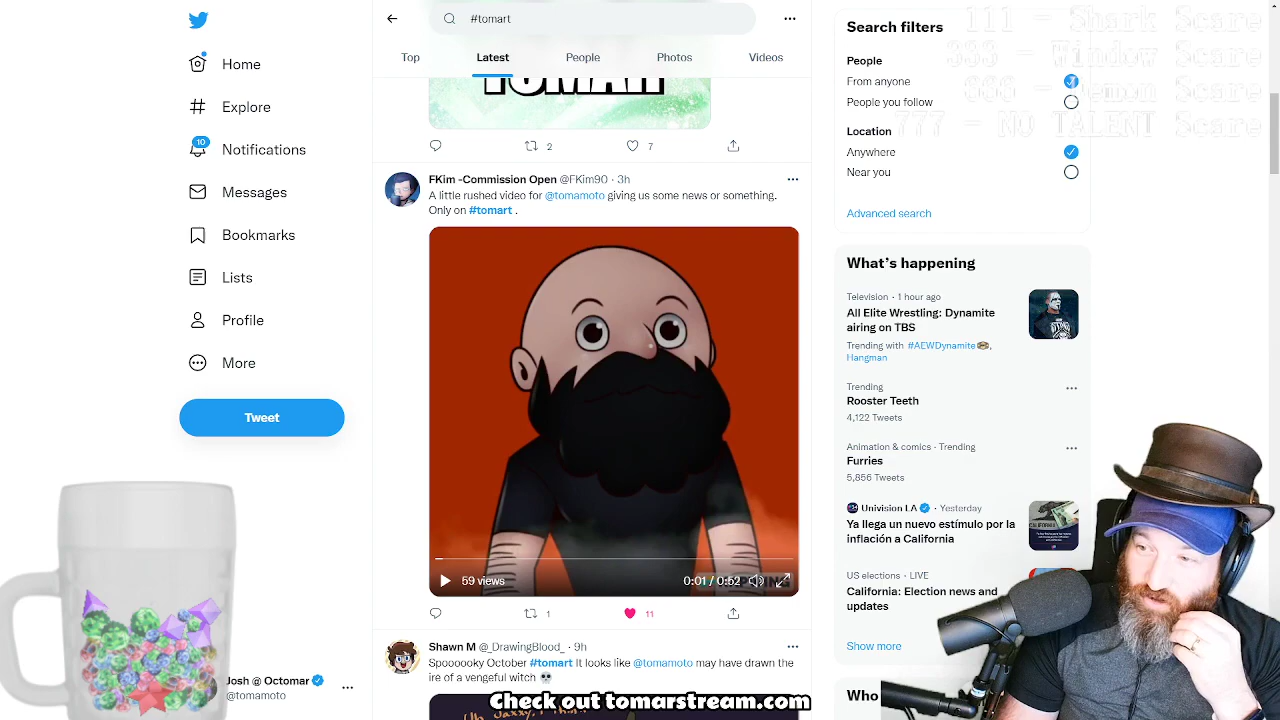 Home
Explore
10
Notifications
Messages
Bookmarks
Lists
Profile
More
Tweet
Josh @ Octomar
@tomamoto
#tomart
Top
Latest
People
Photos
Videos
TOMART
2
7
FKim -Commission Open @FKim90 · 3h
A little rushed video for @tomamoto giving us some news or something.
Only on #tomart .
59 views
0:01 / 0:52
1
11
Shawn M @_DrawingBlood_ · 9h
Spoooooky October #tomart It looks like @tomamoto may have drawn the
ire of a vengeful witch 💀
Check out tomarstream.com
111 - Shark Scare
333 - Window Scare
666 - Demon Scare
777 - NO TALENT Scare
Search filters
People
From anyone
People you follow
Location
Anywhere
Near you
Advanced search
What's happening
Television · 1 hour ago
All Elite Wrestling: Dynamite
airing on TBS
Trending with #AEWDynamite,
Hangman
Trending
Rooster Teeth
4,122 Tweets
Animation & comics · Trending
Furries
5,856 Tweets
Univision LA · Yesterday
Ya llega un nuevo estímulo por la
inflación a California
US elections · LIVE
California: Election news and
updates
Show more
Who